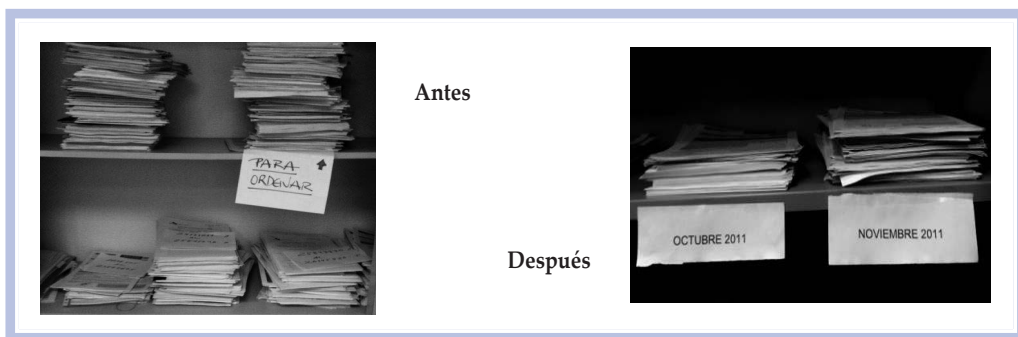 Antes
PARA
ORDENAR
Después
OCTUBRE 2011
NOVIEMBRE 2011